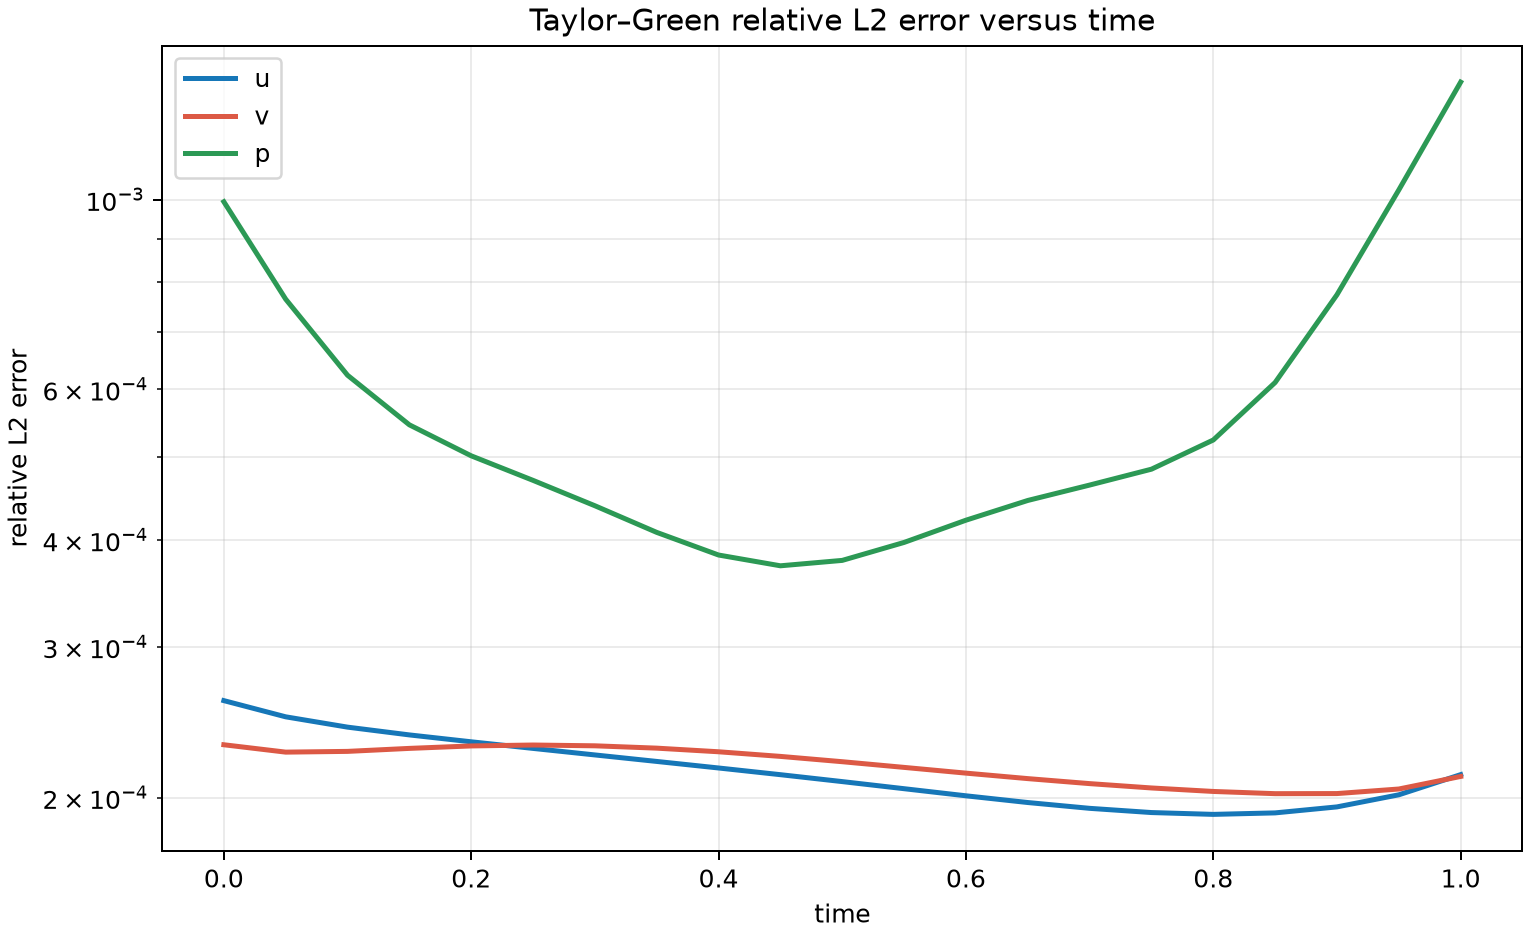 Taylor–Green relative L2 error versus time
u
v
p
10⁻³
6 × 10⁻⁴
4 × 10⁻⁴
3 × 10⁻⁴
2 × 10⁻⁴
relative L2 error
0.0 0.2 0.4 0.6 0.8 1.0
time